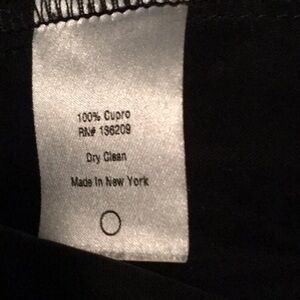 100% Cupro
RN# 136209
Dry Clean
Made In New York